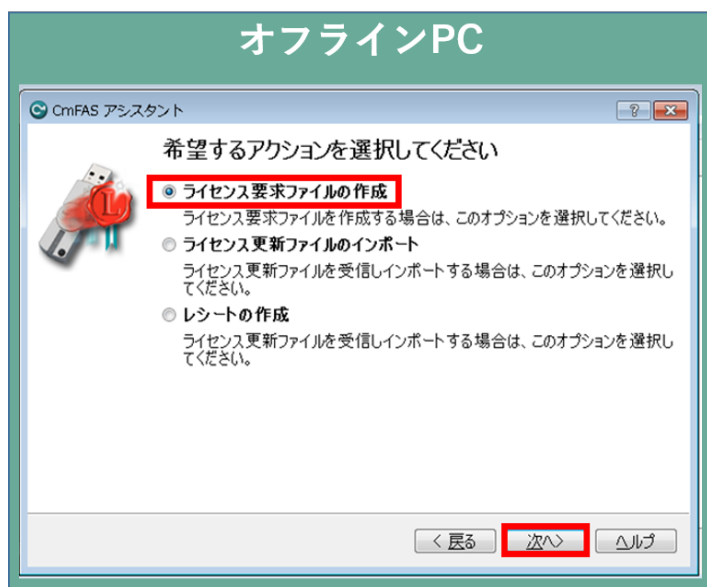 オフラインPC
CmFAS アシスタント
希望するアクションを選択してください
ライセンス要求ファイルの作成
ライセンス要求ファイルを作成する場合は、このオプションを選択してください。
ライセンス更新ファイルのインポート
ライセンス更新ファイルを受信しインポートする場合は、このオプションを選択し
てください。
レシートの作成
ライセンス更新ファイルを受信しインポートする場合は、このオプションを選択し
てください。
< 戻る 次へ> ヘルプ